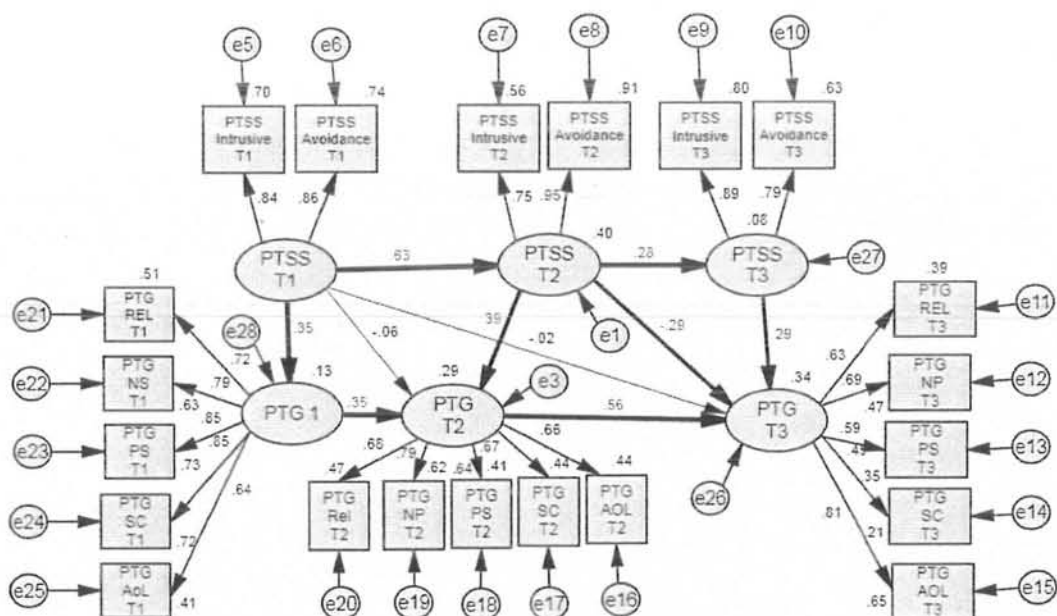 e5
e6
e7
e8
e9
e10
.70
.74
.56
.91
.80
.63
PTSS
Intrusive
T1
PTSS
Avoidance
T1
PTSS
Intrusive
T2
PTSS
Avoidance
T2
PTSS
Intrusive
T3
PTSS
Avoidance
T3
.84
.86
.75
.95
.89
.79
.08
.40
PTSS
T1
63
PTSS
T2
.28
PTSS
T3
e27
.51
e21
PTG
REL
T1
e28
.35
-.06
39
-.02
e1
-.29
29
.39
PTG
REL
T3
e11
.72
.79
.13
.29
e3
.34
.63
e22
PTG
NS
T1
.63
PTG 1
.35
PTG
T2
.56
PTG
T3
.69
PTG
NP
T3
e12
.47
e23
PTG
PS
T1
.85
.85
.73
.68
.79
.67
.66
.59
PTG
PS
T3
e13
e24
PTG
SC
T1
.64
.47
.62
.64
.41
.44
.44
e26
.35
PTG
SC
T3
e14
.81
21
PTG
Rel
T2
PTG
NP
T2
PTG
PS
T2
PTG
SC
T2
PTG
AOL
T2
.72
e25
PTG
AoL
T1
.41
e20
e19
e18
e17
e16
.65
PTG
AOL
T3
e15